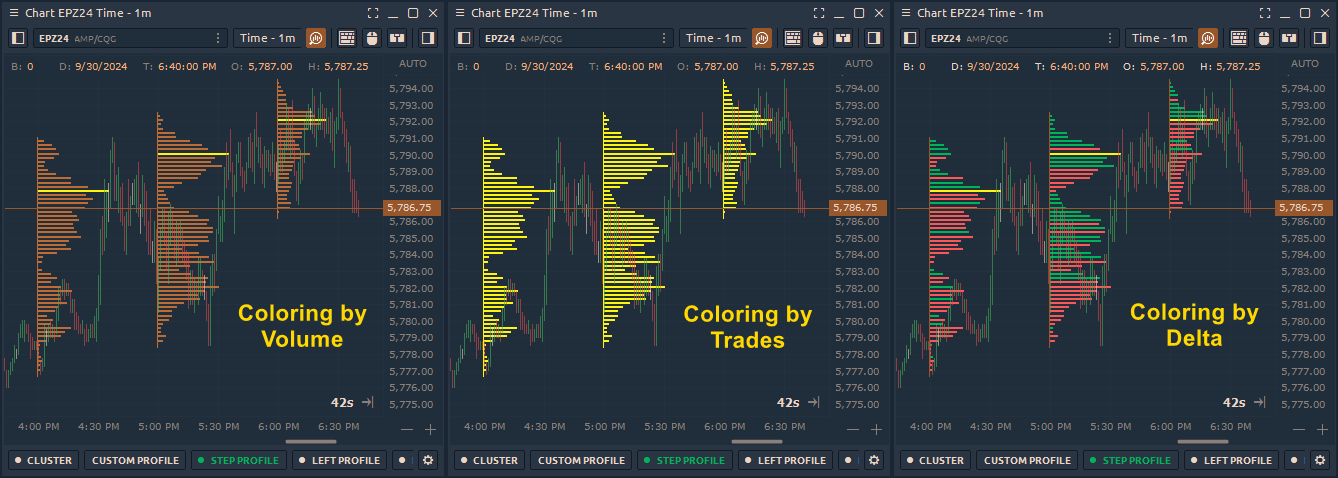 Chart EPZ24 Time - 1m
EPZ24 AMP/CQG
Time - 1m
B: 0 D: 9/30/2024 T: 6:40:00 PM O: 5,787.00 H: 5,787.25
AUTO
5,794.00
5,793.00
5,792.00
5,791.00
5,790.00
5,789.00
5,788.00
5,786.75
5,786.00
5,785.00
5,784.00
5,783.00
5,782.00
5,781.00
5,780.00
5,779.00
5,778.00
5,777.00
5,776.00
5,775.00
Coloring by
Volume
42s
4:00 PM 4:30 PM 5:00 PM 5:30 PM 6:00 PM 6:30 PM
CLUSTER CUSTOM PROFILE STEP PROFILE LEFT PROFILE
Chart EPZ24 Time - 1m
EPZ24 AMP/CQG
Time - 1m
B: 0 D: 9/30/2024 T: 6:40:00 PM O: 5,787.00 H: 5,787.25
AUTO
5,794.00
5,793.00
5,792.00
5,791.00
5,790.00
5,789.00
5,788.00
5,786.75
5,786.00
5,785.00
5,784.00
5,783.00
5,782.00
5,781.00
5,780.00
5,779.00
5,778.00
5,777.00
5,776.00
5,775.00
Coloring by
Trades
42s
4:00 PM 4:30 PM 5:00 PM 5:30 PM 6:00 PM 6:30 PM
CLUSTER CUSTOM PROFILE STEP PROFILE LEFT PROFILE
Chart EPZ24 Time - 1m
EPZ24 AMP/CQG
Time - 1m
B: 0 D: 9/30/2024 T: 6:40:00 PM O: 5,787.00 H: 5,787.25
AUTO
5,794.00
5,793.00
5,792.00
5,791.00
5,790.00
5,789.00
5,788.00
5,786.75
5,786.00
5,785.00
5,784.00
5,783.00
5,782.00
5,781.00
5,780.00
5,779.00
5,778.00
5,777.00
5,776.00
5,775.00
Coloring by
Delta
42s
4:00 PM 4:30 PM 5:00 PM 5:30 PM 6:00 PM 6:30 PM
CLUSTER CUSTOM PROFILE STEP PROFILE LEFT PROFILE